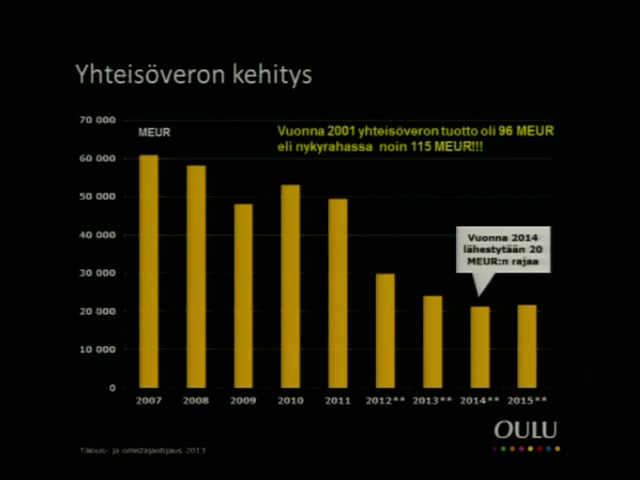 Yhteisöveron kehitys
70 000
MEUR
Vuonna 2001 yhteisöveron tuotto oli 96 MEUR
eli nykyrahassa noin 115 MEUR!!!
60 000
50 000
40 000
30 000
20 000
10 000
0
Vuonna 2014
lähestytään 20
MEUR:n rajaa
2007 2008 2009 2010 2011 2012** 2013** 2014** 2015**
OULU
Talous- ja omistajaohjaus 2013